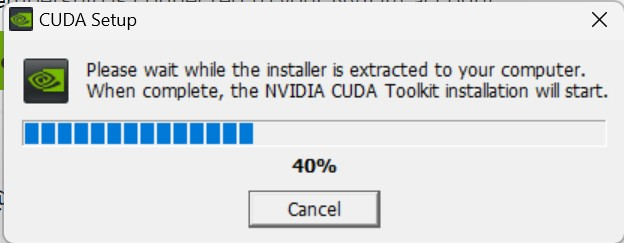 CUDA Setup
Please wait while the installer is extracted to your computer.
When complete, the NVIDIA CUDA Toolkit installation will start.
40%
Cancel